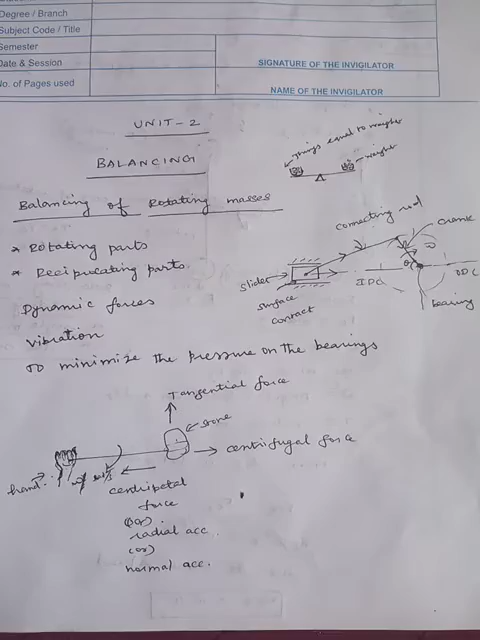 Degree / Branch
Subject Code / Title
Semester
Date & Session
No. of Pages used
SIGNATURE OF THE INVIGILATOR
NAME OF THE INVIGILATOR
UNIT-2
BALANCING
Things equal to weigher
weigher
Balancing of Rotating masses
* Rotating parts
* Reciprocating parts
Dynamic forces
Vibration
To minimize the pressure on the bearings
connecting rod
crank
slider
surface
contact
θ
IDC
ODC
bearing
Tangential force
stone
centrifugal force
hand
centripetal
force
(or)
radial acc.
(or)
normal acc.